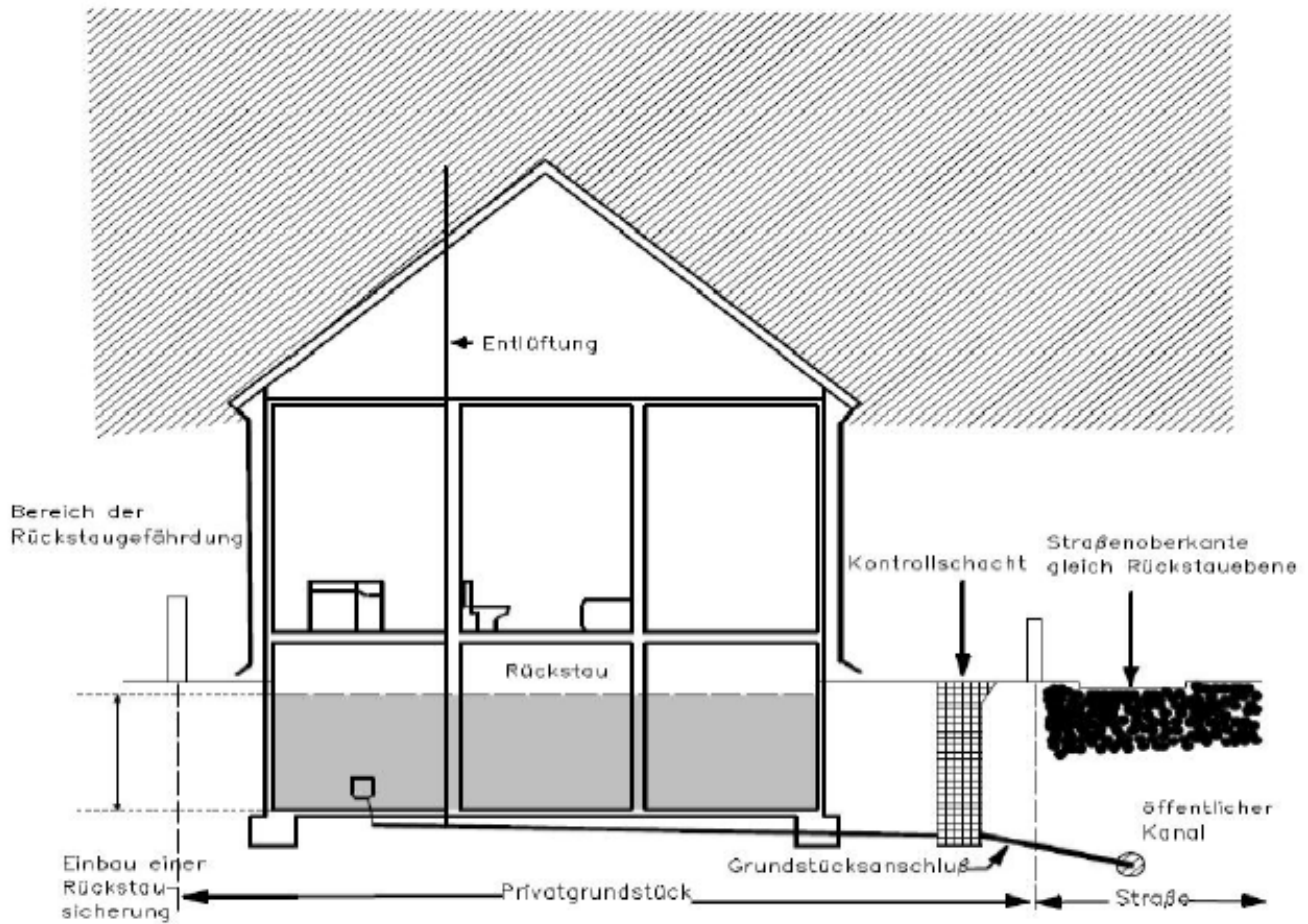 Entlüftung
Bereich der
Rückstaugefährdung
Kontrollschacht
Straßenoberkante
gleich Rückstauebene
Rückstau
öffentlicher
Kanal
Einbau einer
Rückstau-
sicherung
Grundstücksanschluß
Privatgrundstück
Straße